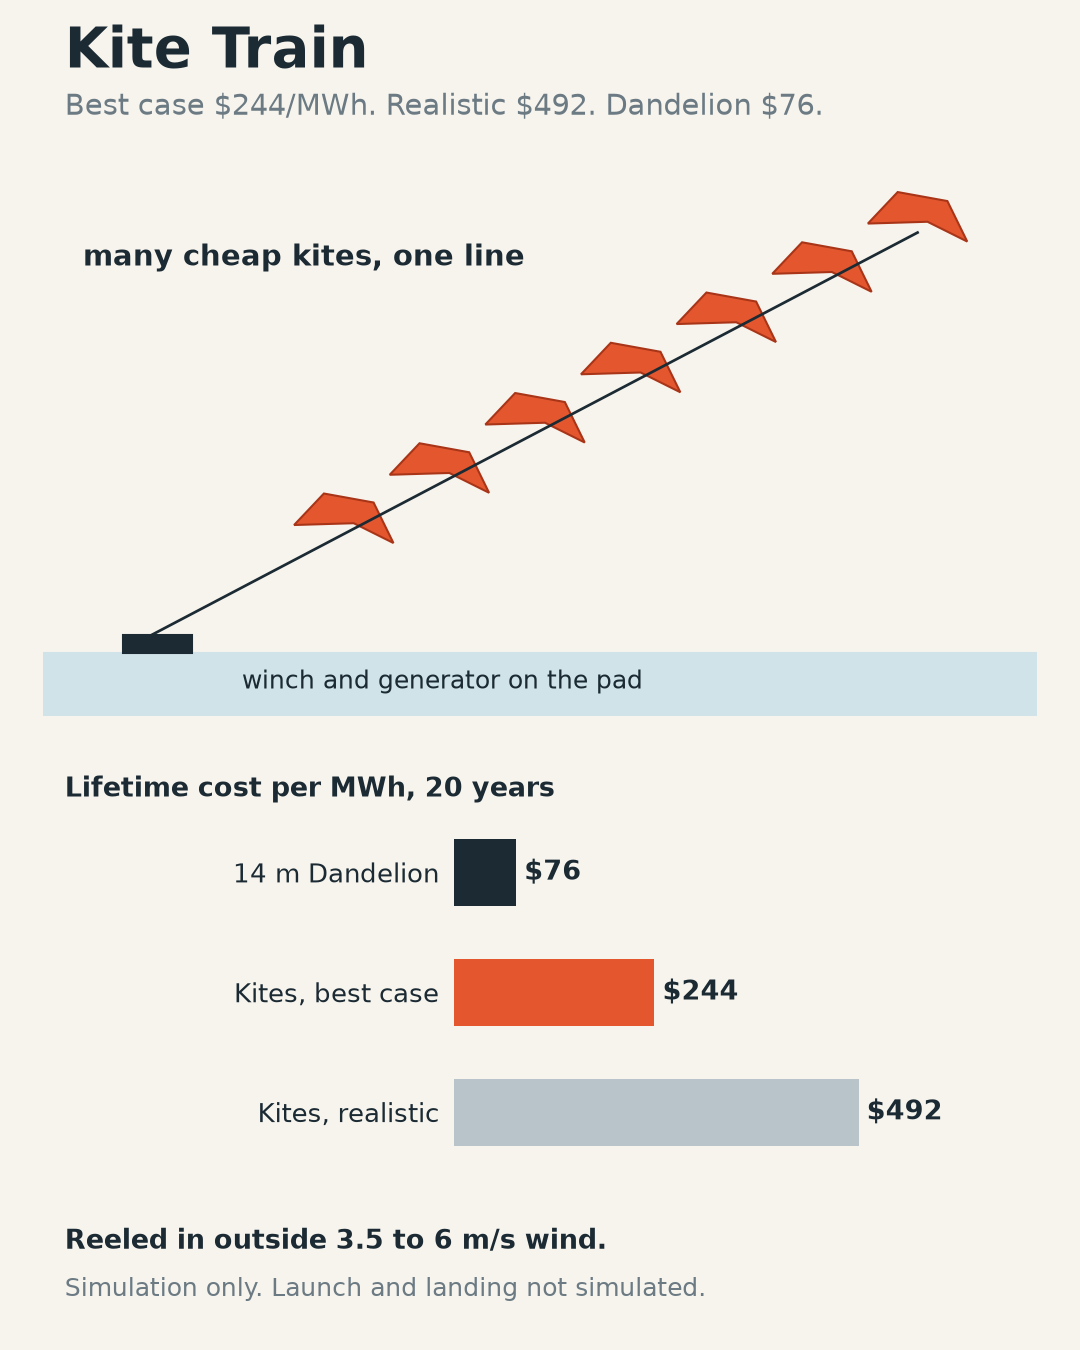 Kite Train
Best case $244/MWh. Realistic $492. Dandelion $76.
many cheap kites, one line
winch and generator on the pad
Lifetime cost per MWh, 20 years
14 m Dandelion $76
Kites, best case $244
Kites, realistic $492
Reeled in outside 3.5 to 6 m/s wind.
Simulation only. Launch and landing not simulated.